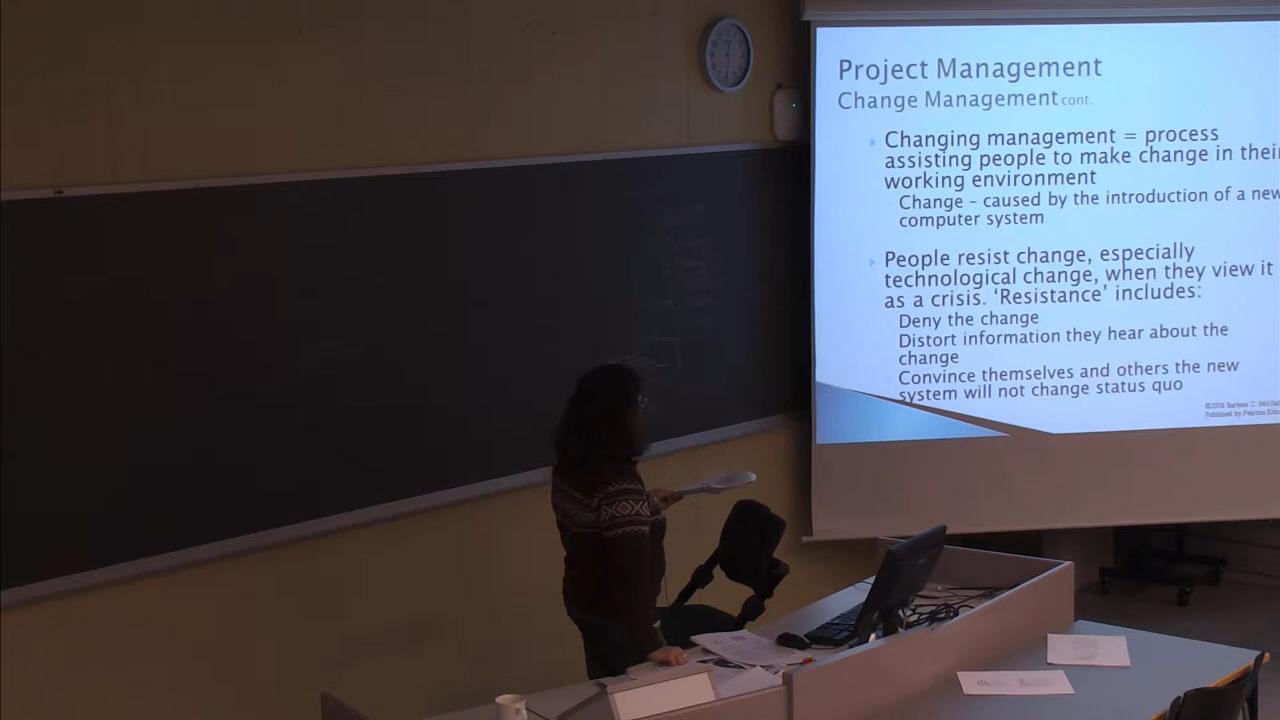 Project Management
Change Management cont.
Changing management = process
assisting people to make change in their
working environment
Change – caused by the introduction of a new
computer system
People resist change, especially
technological change, when they view it
as a crisis. ‘Resistance’ includes:
Deny the change
Distort information they hear about the
change
Convince themselves and others the new
system will not change status quo
Published by Pearson